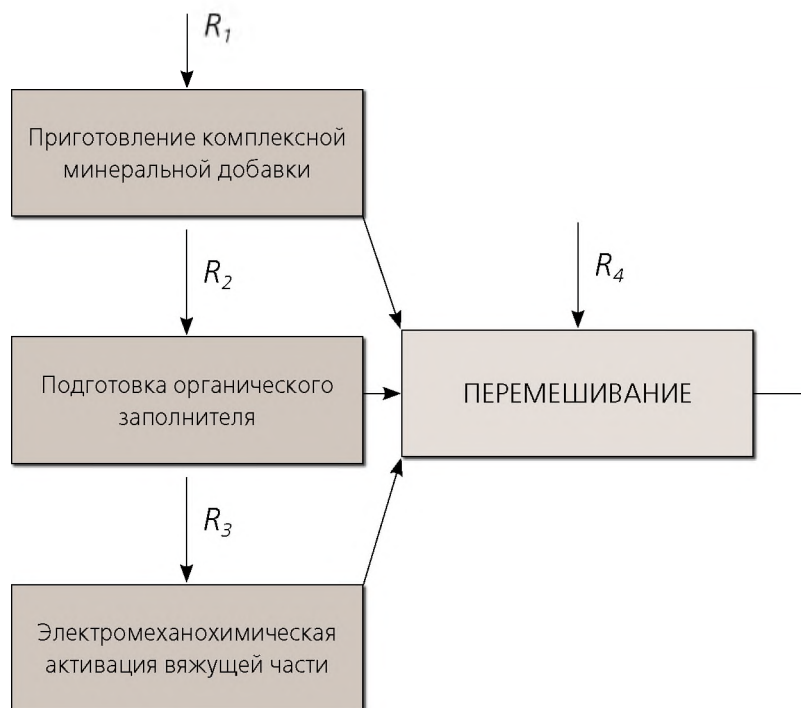 R₁
Приготовление комплексной
минеральной добавки
R₂
R₄
Подготовка органического
заполнителя
ПЕРЕМЕШИВАНИЕ
R₃
Электромеханохимическая
активация вяжущей части